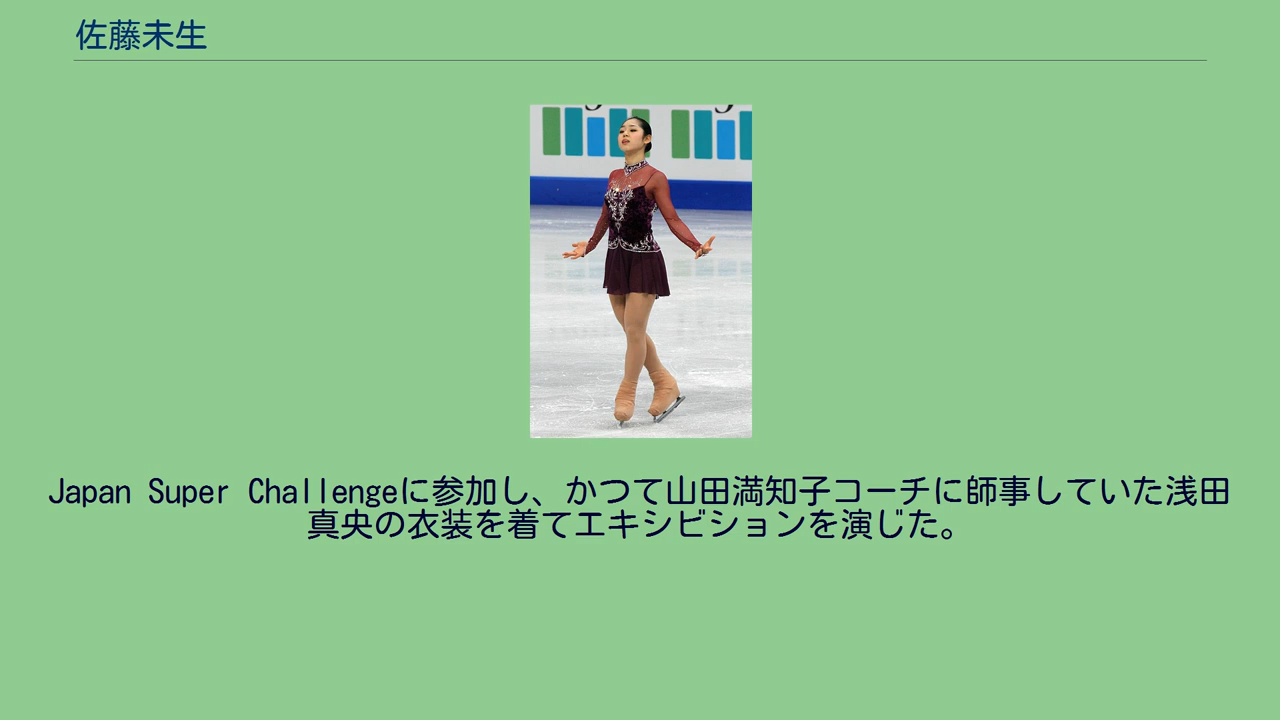 佐藤未生
Japan Super Challengeに参加し、かつて山田満知子コーチに師事していた浅田
真央の衣装を着てエキシビションを演じた。